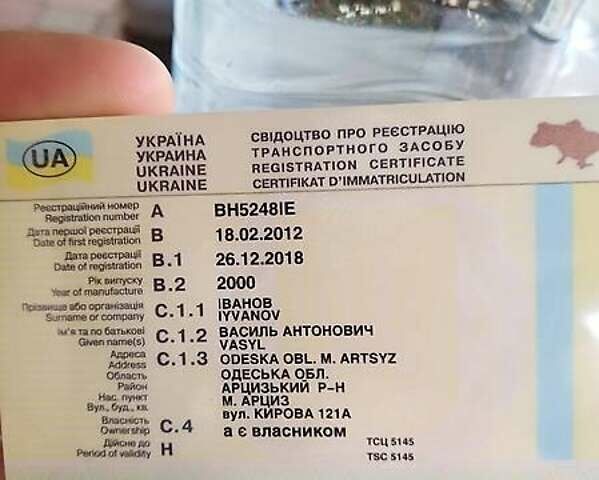 UA
УКРАЇНА
УКРАИНА
UKRAINE
UKRAINE
СВІДОЦТВО ПРО РЕЄСТРАЦІЮ
ТРАНСПОРТНОГО ЗАСОБУ
REGISTRATION CERTIFICATE
CERTIFIKAT D'IMMATRICULATION
Реєстраційний номер
Registration number A BH5248IE
Дата першої реєстрації
Date of first registration B 18.02.2012
Дата реєстрації
Date of registration B.1 26.12.2018
Рік випуску
Year of manufacture B.2 2000
Прізвище або організація C.1.1 ІВАНОВ
Surname or company IYVANOV
Ім'я та по батькові C.1.2 ВАСИЛЬ АНТОНОВИЧ
Given name(s) VASYL
Адреса C.1.3 ODESKA OBL. M. ARTSYZ
Address
Область ОДЕСЬКА ОБЛ.
Район АРЦИЗЬКИЙ Р-Н
Нас. пункт М. АРЦИЗ
Вул., буд., кв. вул. КИРОВА 121А
Власність
Ownership C.4 а є власником
Дійсне до
Period of validity H
ТСЦ 5145
TSC 5145